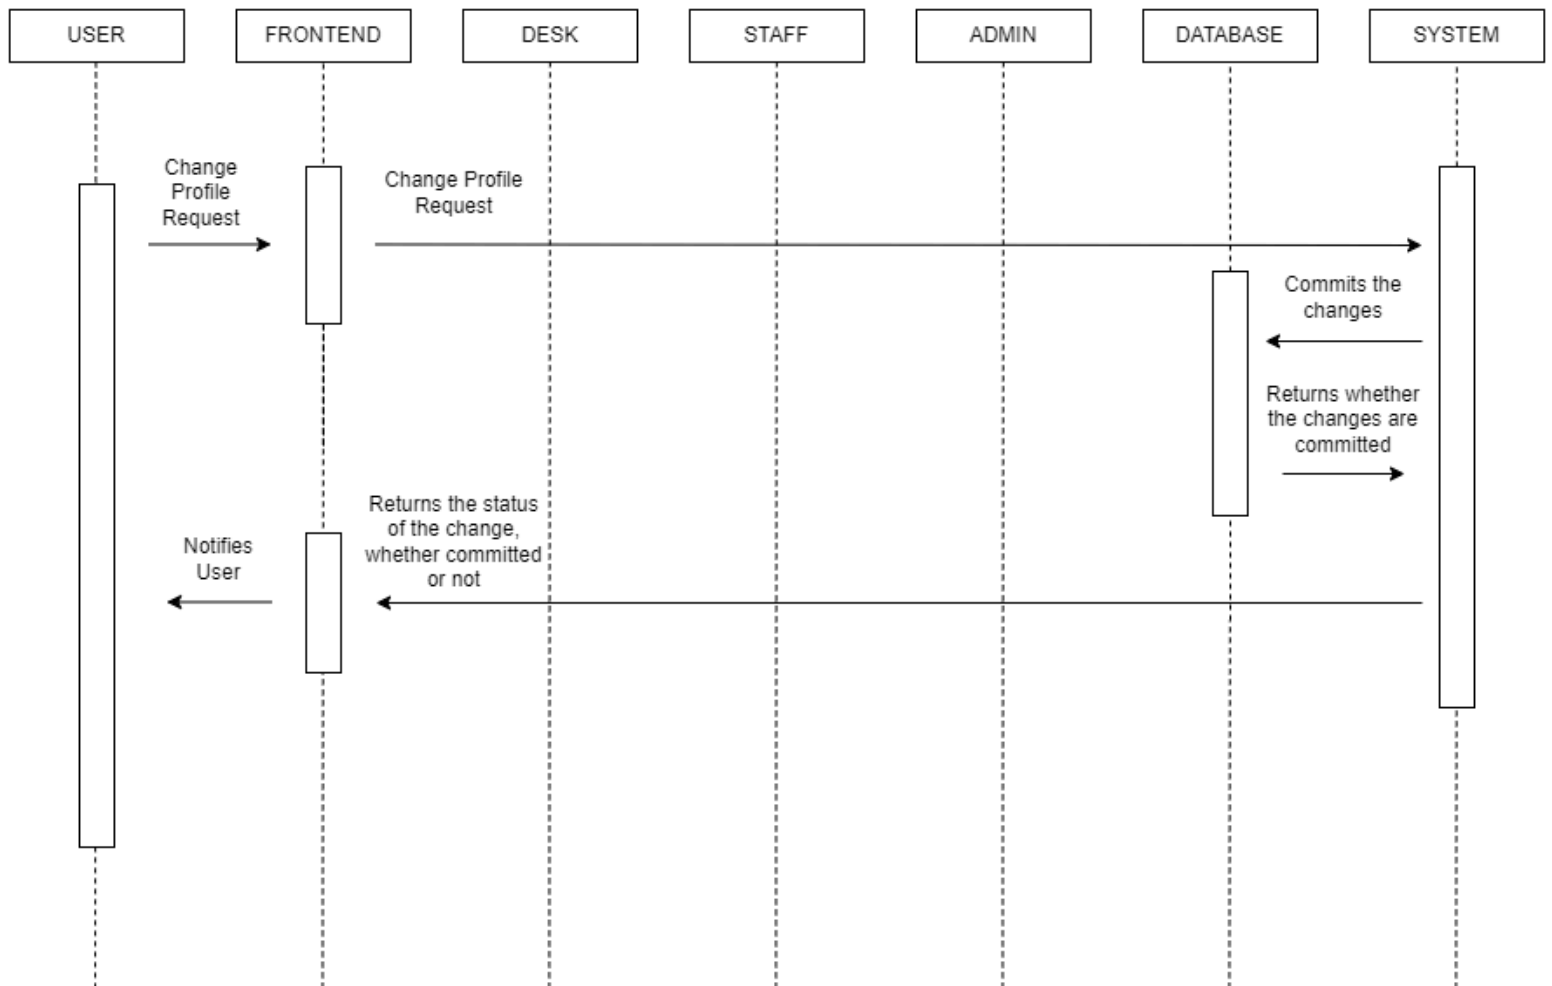 USER
FRONTEND
DESK
STAFF
ADMIN
DATABASE
SYSTEM
Change
Profile
Request
Change Profile
Request
Commits the
changes
Returns whether
the changes are
committed
Returns the status
of the change,
whether committed
or not
Notifies
User